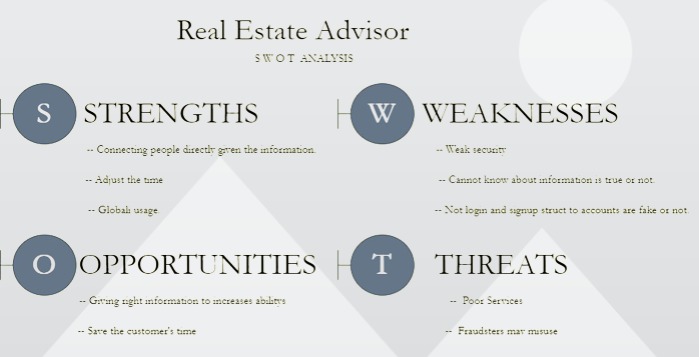 Real Estate Advisor
SWOT ANALYSIS
S STRENGTHS
-- Connecting people directly given the information.
-- Adjust the time
-- Globali usage
W WEAKNESSES
-- Weak security
-- Cannot know about information is true or not.
-- Not login and signup struct to accounts are fake or not.
O OPPORTUNITIES
-- Giving right information to increases abilitys
-- Save the customer's time
T THREATS
-- Poor Services
-- Fraudsters may misuse